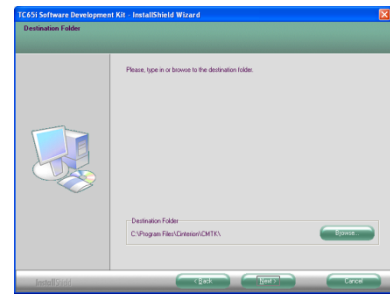 TC65i Software Development Kit - InstallShield Wizard
Destination Folder
Please, type in or browse to the destination folder.
Destination Folder
C:\Program Files\Cinterion\CMTK\
Browse...
InstallShield
< Back
Next >
Cancel